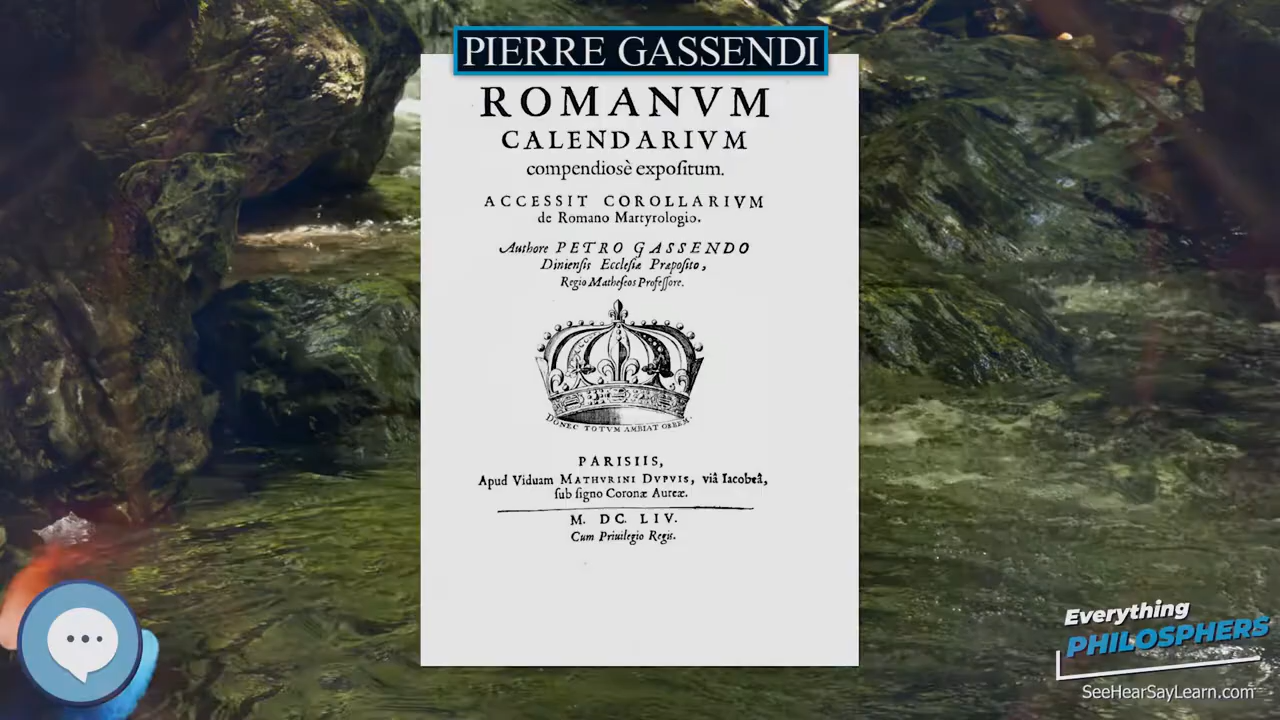 PIERRE GASSENDI
ROMANVM
CALENDARIVM
compendiosè expoſitum.
ACCESSIT COROLLARIVM
de Romano Martyrologio.
Authore PETRO GASSENDO
Dinienſis Eccleſiæ Præpoſito,
Regio Matheſeos Profeſſore.
DONEC TOTVM AMBIAT ORBEM
PARISIIS,
Apud Viduam MATHVRINI DVPVIS, viâ Iacobeâ,
ſub ſigno Coronæ Aureæ.
M. DC. LIV.
Cum Priuilegio Regis.
Everything
PHILOSPHERS
SeeHearSayLearn.com